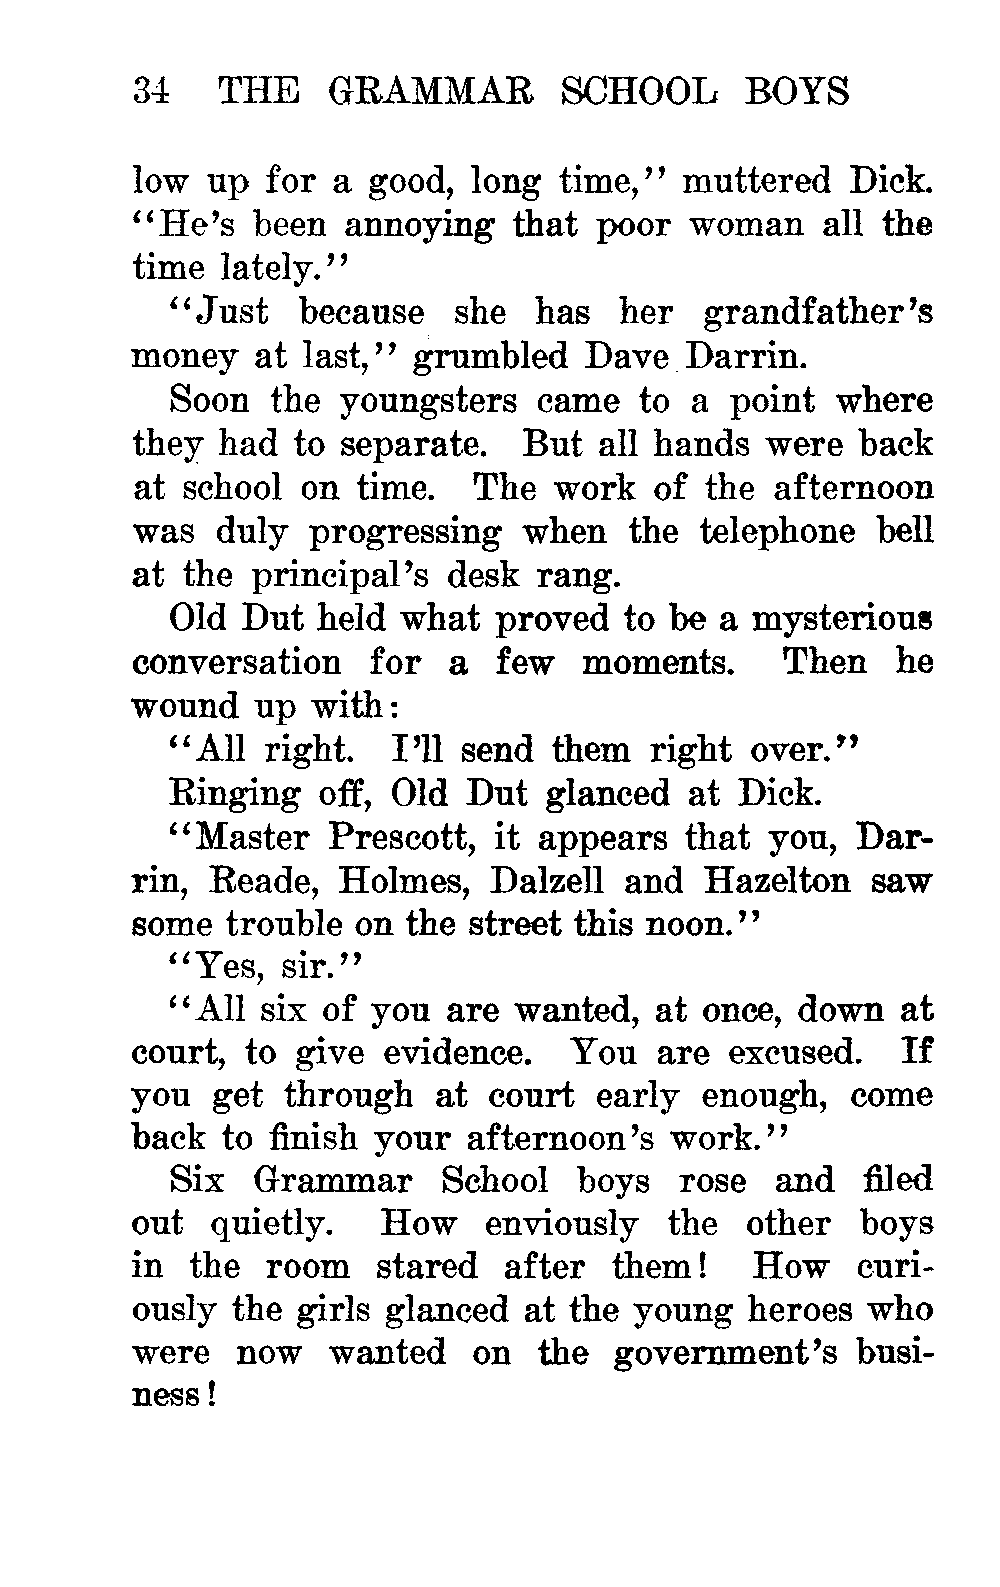 34 THE GRAMMAR SCHOOL BOYS
low up for a good, long time,'' muttered Dick.
“He's been annoying that poor woman all the
time lately.”
“Just because she has her grandfather's
money at last,” grumbled Dave Darrin.
Soon the youngsters came to a point where
they had to separate. But all hands were back
at school on time. The work of the afternoon
was duly progressing when the telephone bell
at the principal's desk rang.
Old Dut held what proved to be a mysterious
conversation for a few moments. Then he
wound up with:
“All right. I'll send them right over.”
Ringing off, Old Dut glanced at Dick.
“Master Prescott, it appears that you, Dar-
rin, Reade, Holmes, Dalzell and Hazelton saw
some trouble on the street this noon.”
“Yes, sir.”
“All six of you are wanted, at once, down at
court, to give evidence. You are excused. If
you get through at court early enough, come
back to finish your afternoon's work.”
Six Grammar School boys rose and filed
out quietly. How enviously the other boys
in the room stared after them! How curi-
ously the girls glanced at the young heroes who
were now wanted on the government's busi-
ness!